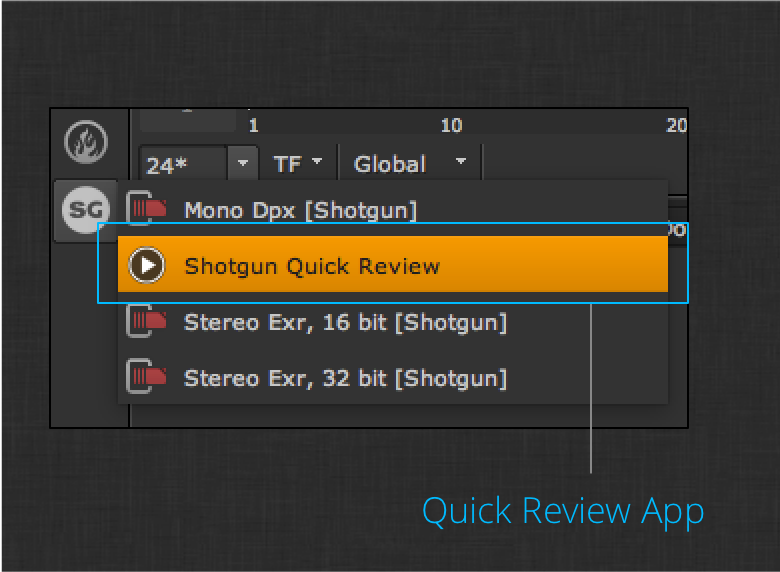 1 10 20
24* TF Global
SG
Mono Dpx [Shotgun]
Shotgun Quick Review
Stereo Exr, 16 bit [Shotgun]
Stereo Exr, 32 bit [Shotgun]
Quick Review App